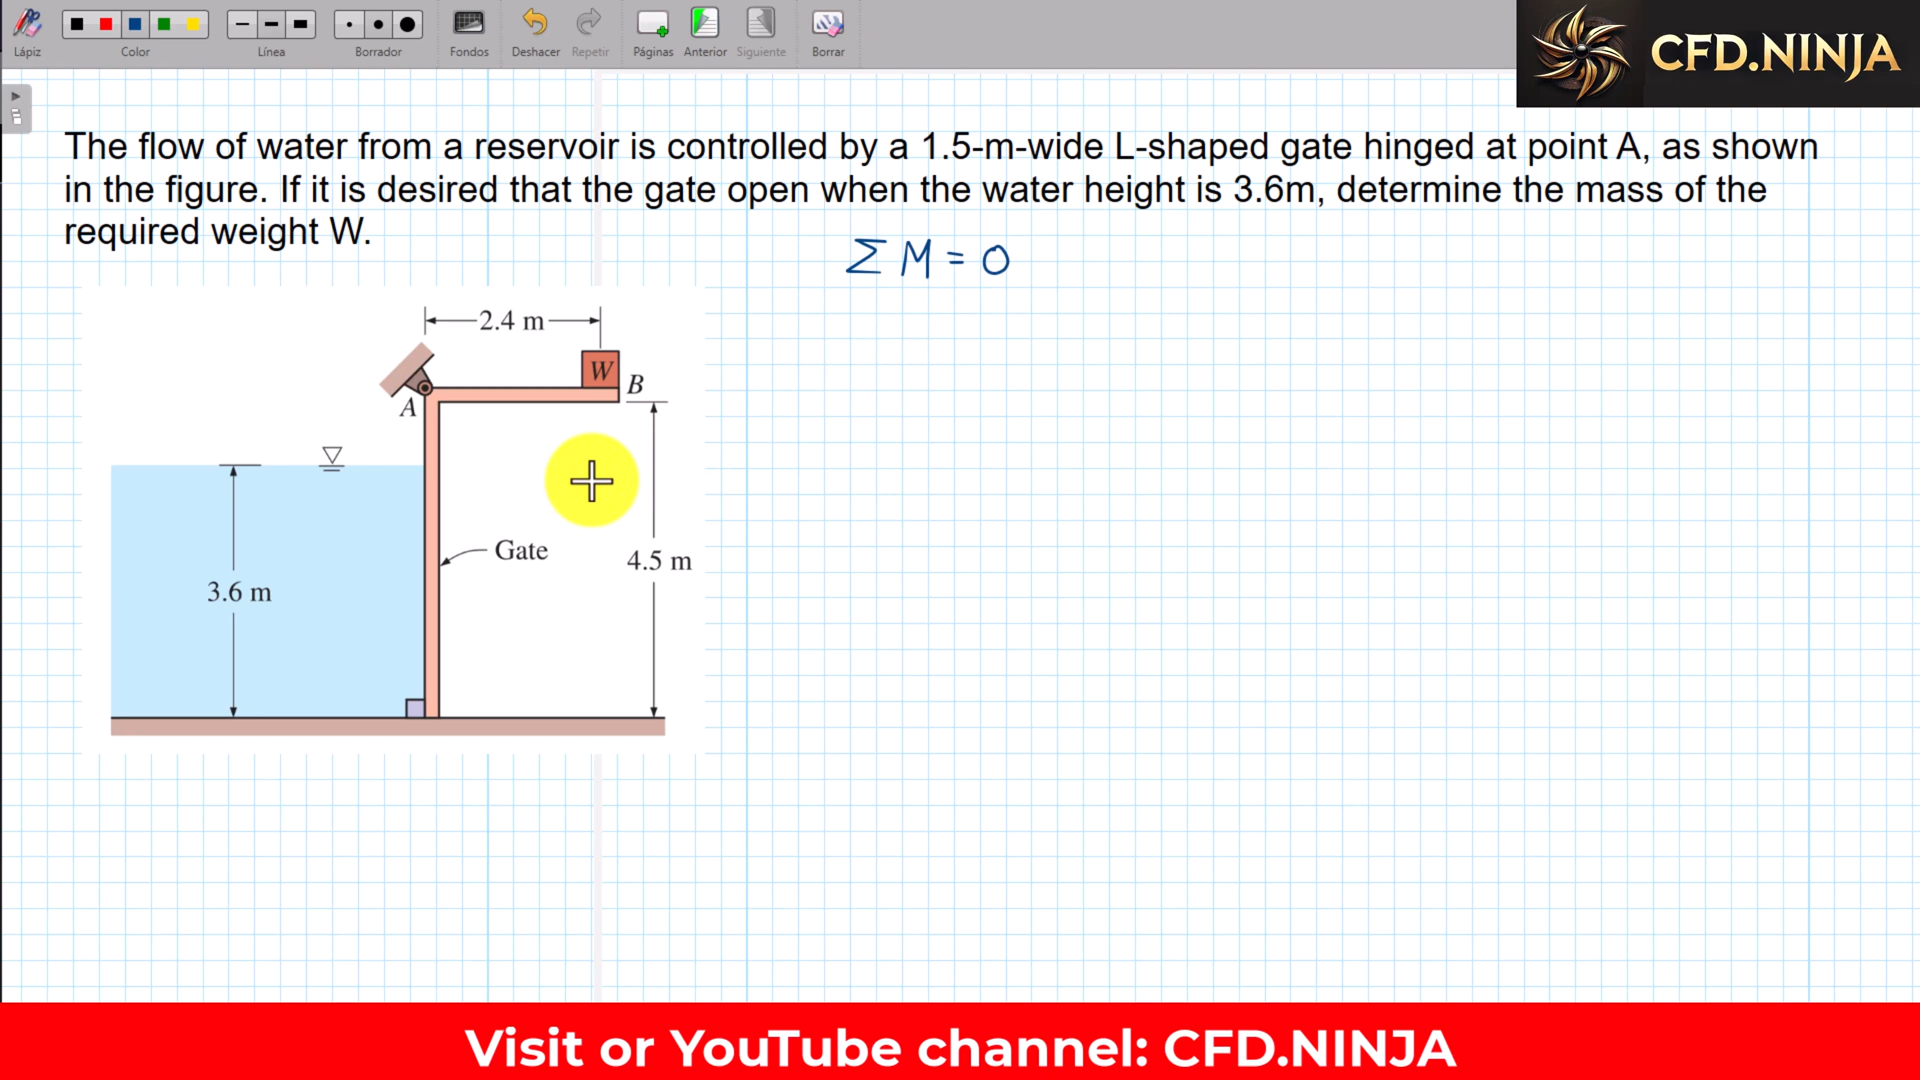 Lápiz
Color
Línea
Borrador
Fondos
Deshacer
Repetir
Páginas
Anterior
Siguiente
Borrar
CFD.NINJA
The flow of water from a reservoir is controlled by a 1.5-m-wide L-shaped gate hinged at point A, as shown
in the figure. If it is desired that the gate open when the water height is 3.6m, determine the mass of the
required weight W.
Σ M = 0
2.4 m
W
B
A
Gate
4.5 m
3.6 m
Visit or YouTube channel: CFD.NINJA